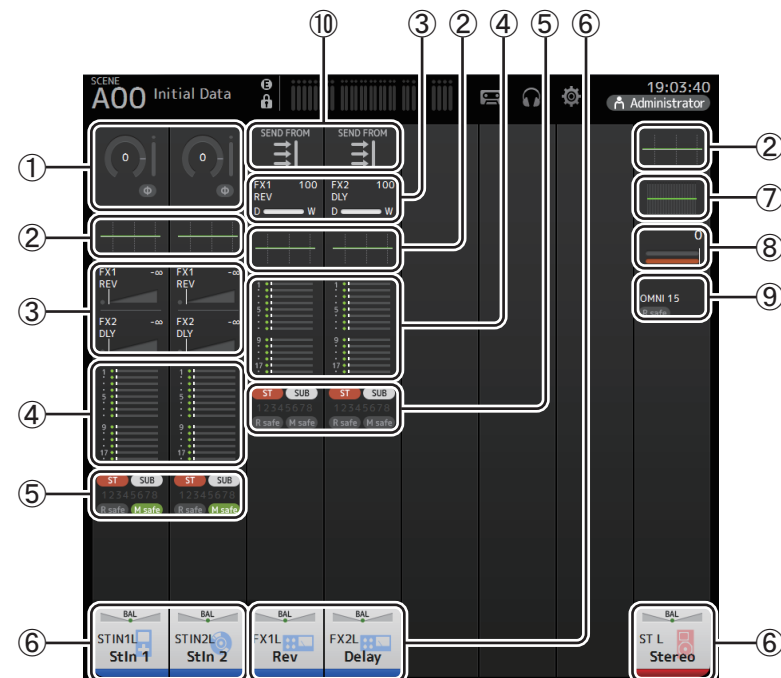 ⑩ ③ ② ④ ⑤ ⑥
SCENE
A00 Initial Data
E
19:03:40
Administrator
SEND FROM SEND FROM
① 0 Φ 0 Φ
②
FX1 100 FX2 100
REV DLY
D W D W
⑦
② 0 ⑧
FX1 -∞ FX1 -∞
REV REV
③
FX2 -∞ FX2 -∞
DLY DLY
OMNI 15 ⑨
R safe
1 5 9 17 1 5 9 17
④ 1 5 9 17 1 5 9 17
ST SUB ST SUB
12345678 12345678
R safe M safe R safe M safe
⑤ ST SUB ST SUB
12345678 12345678
R safe M safe R safe M safe
BAL BAL BAL BAL BAL
⑥ STIN1L STIN2L FX1L FX2L ST L ⑥
StIn 1 StIn 2 Rev Delay Stereo